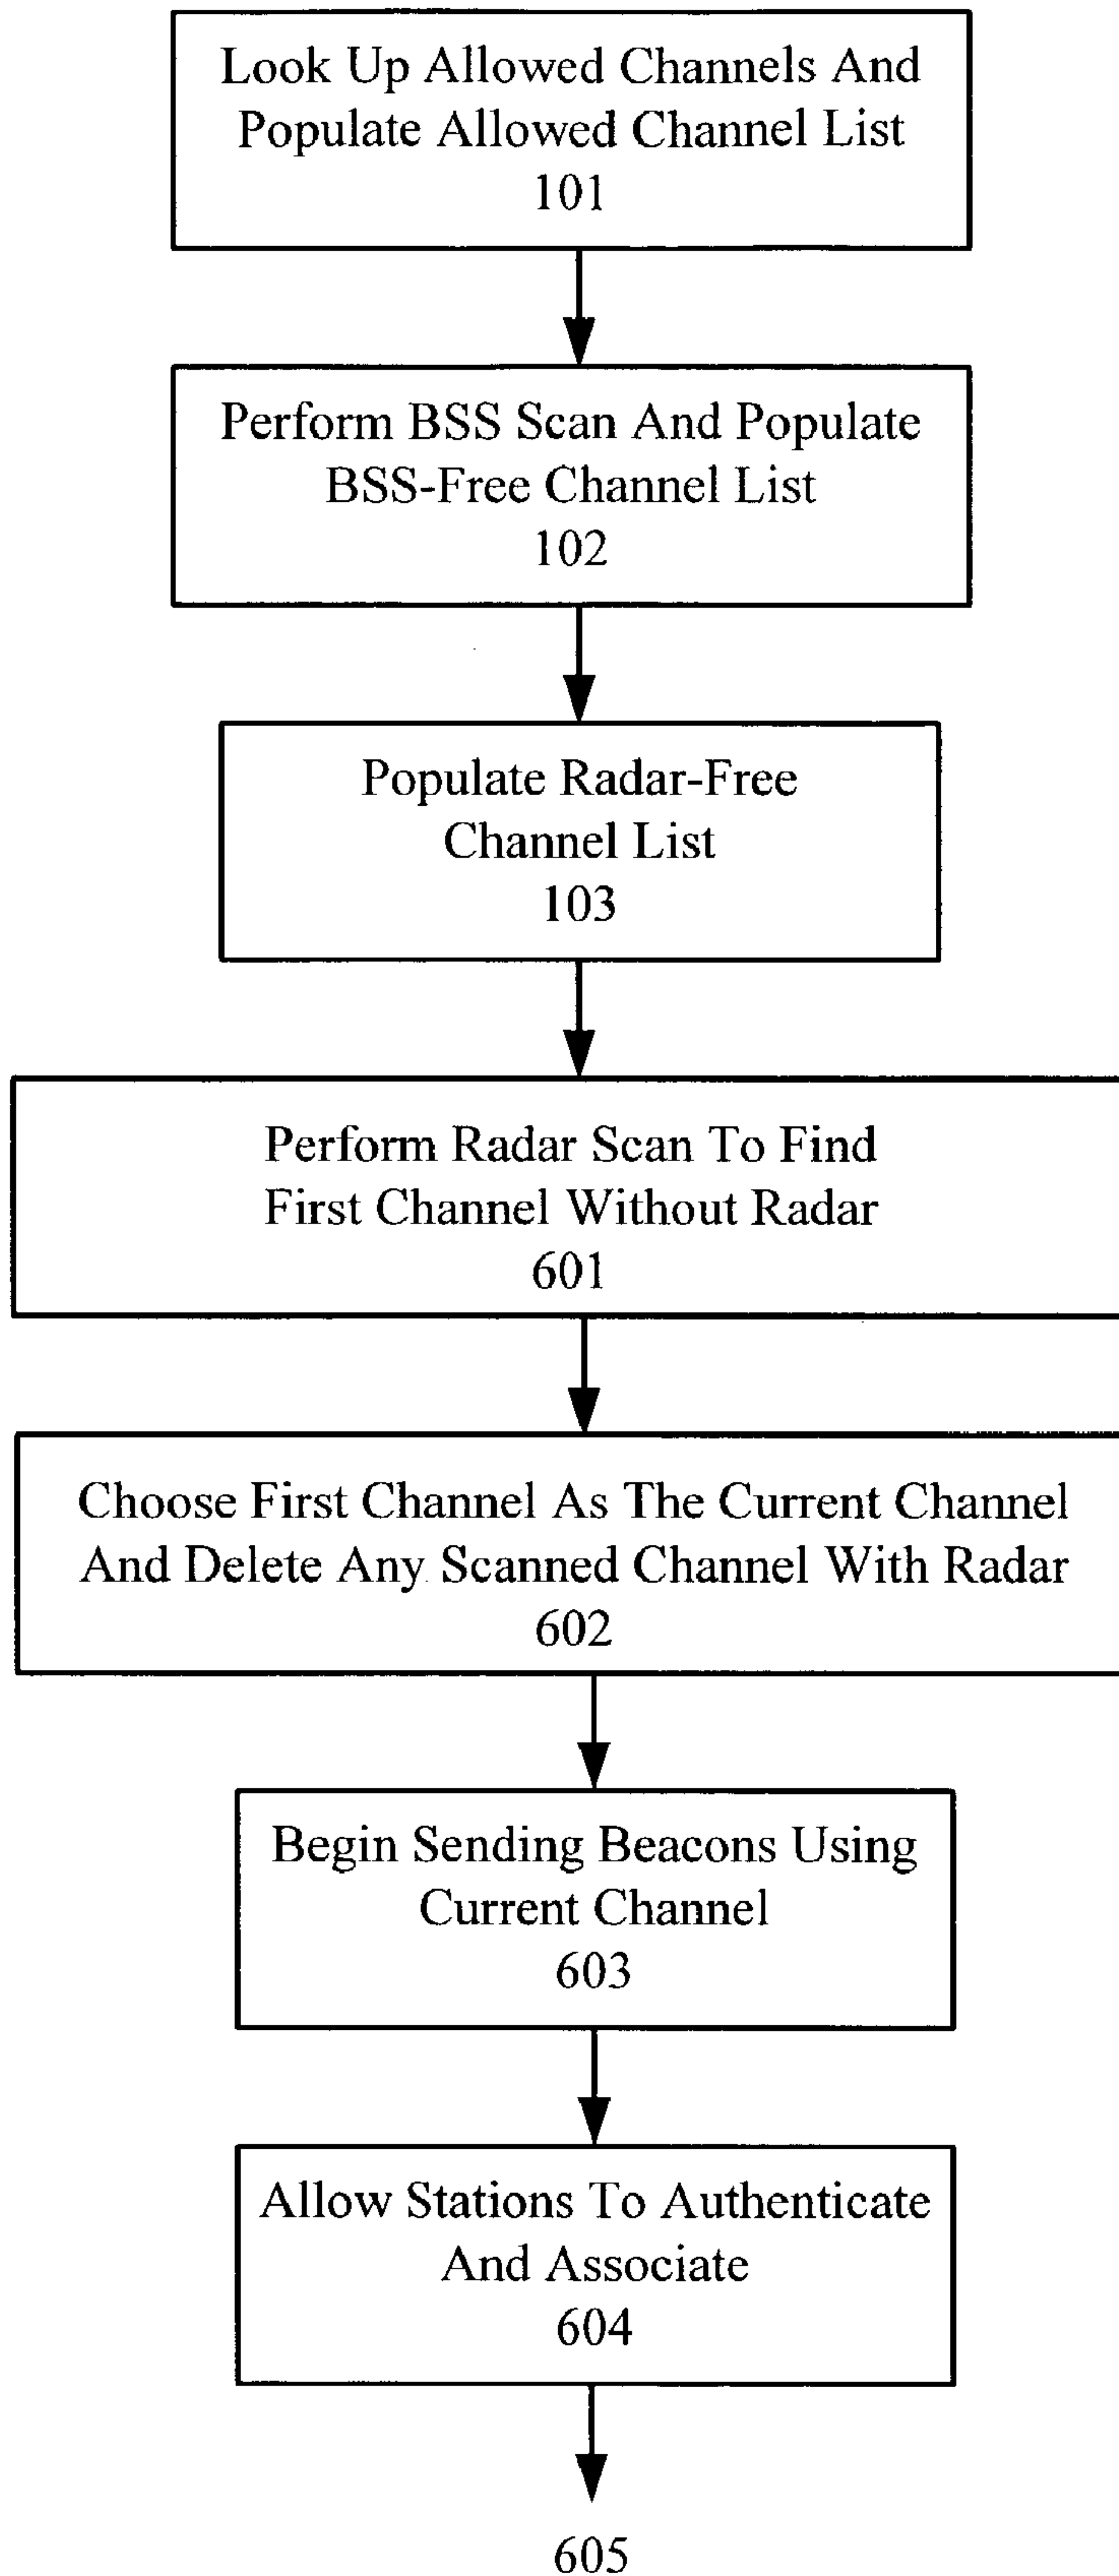 Look Up Allowed Channels And
Populate Allowed Channel List
101
Perform BSS Scan And Populate
BSS-Free Channel List
102
Populate Radar-Free
Channel List
103
Perform Radar Scan To Find
First Channel Without Radar
601
Choose First Channel As The Current Channel
And Delete Any Scanned Channel With Radar
602
Begin Sending Beacons Using
Current Channel
603
Allow Stations To Authenticate
And Associate
604
605